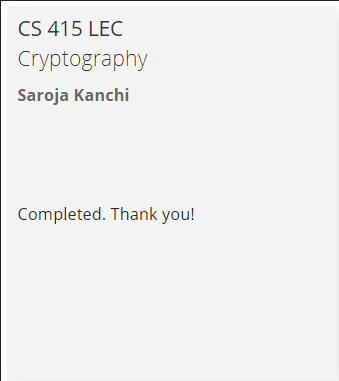 CS 415 LEC
Cryptography
Saroja Kanchi
Completed. Thank you!